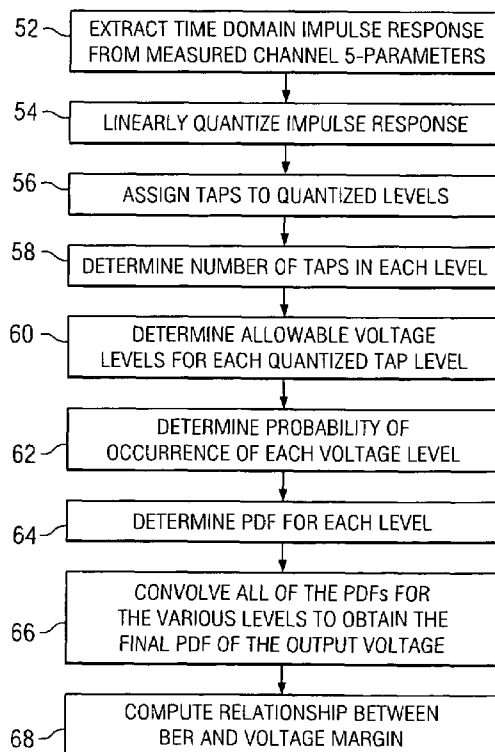 52
EXTRACT TIME DOMAIN IMPULSE RESPONSE
FROM MEASURED CHANNEL 5-PARAMETERS
54
LINEARLY QUANTIZE IMPULSE RESPONSE
56
ASSIGN TAPS TO QUANTIZED LEVELS
58
DETERMINE NUMBER OF TAPS IN EACH LEVEL
60
DETERMINE ALLOWABLE VOLTAGE
LEVELS FOR EACH QUANTIZED TAP LEVEL
62
DETERMINE PROBABILITY OF
OCCURRENCE OF EACH VOLTAGE LEVEL
64
DETERMINE PDF FOR EACH LEVEL
66
CONVOLVE ALL OF THE PDFs FOR
THE VARIOUS LEVELS TO OBTAIN THE
FINAL PDF OF THE OUTPUT VOLTAGE
68
COMPUTE RELATIONSHIP BETWEEN
BER AND VOLTAGE MARGIN